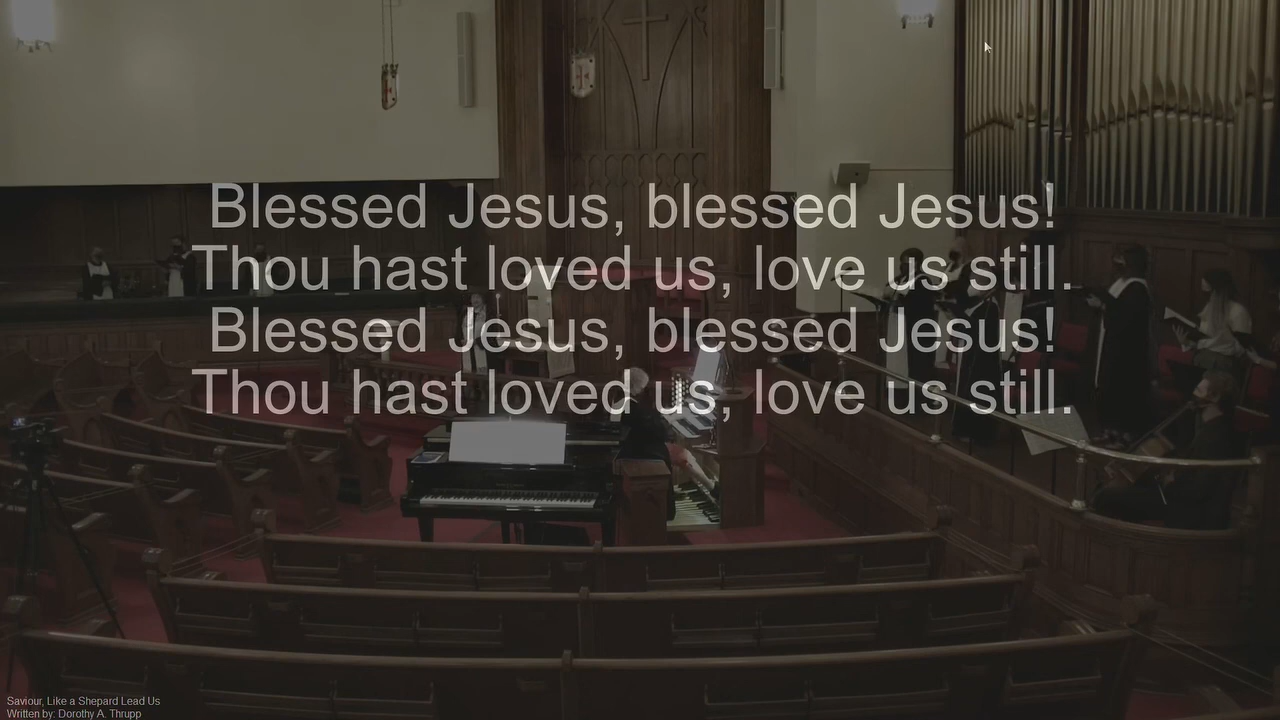 Blessed Jesus, blessed Jesus!
Thou hast loved us, love us still.
Blessed Jesus, blessed Jesus!
Thou hast loved us, love us still.
Saviour, Like a Shepard Lead Us
Written by: Dorothy A. Thrupp